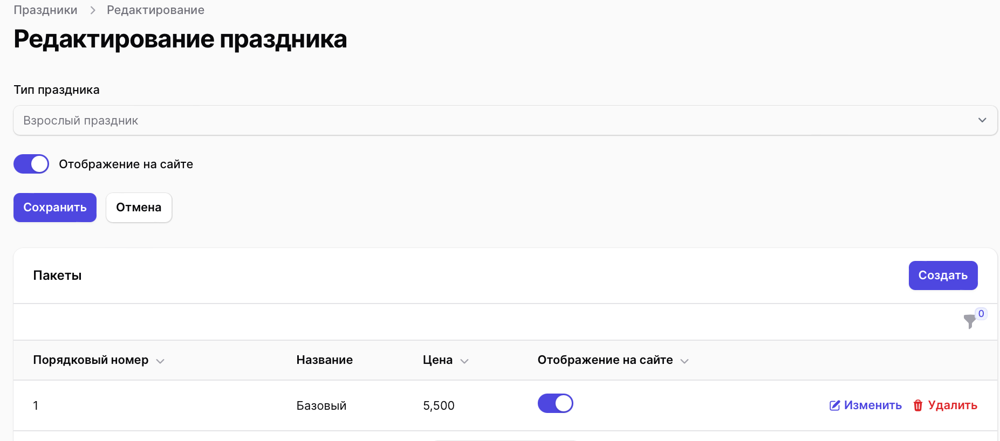 Праздники > Редактирование
Редактирование праздника
Тип праздника
Взрослый праздник
Отображение на сайте
Сохранить Отмена
Пакеты Создать
0
Порядковый номер Название Цена Отображение на сайте
1 Базовый 5,500 Изменить Удалить